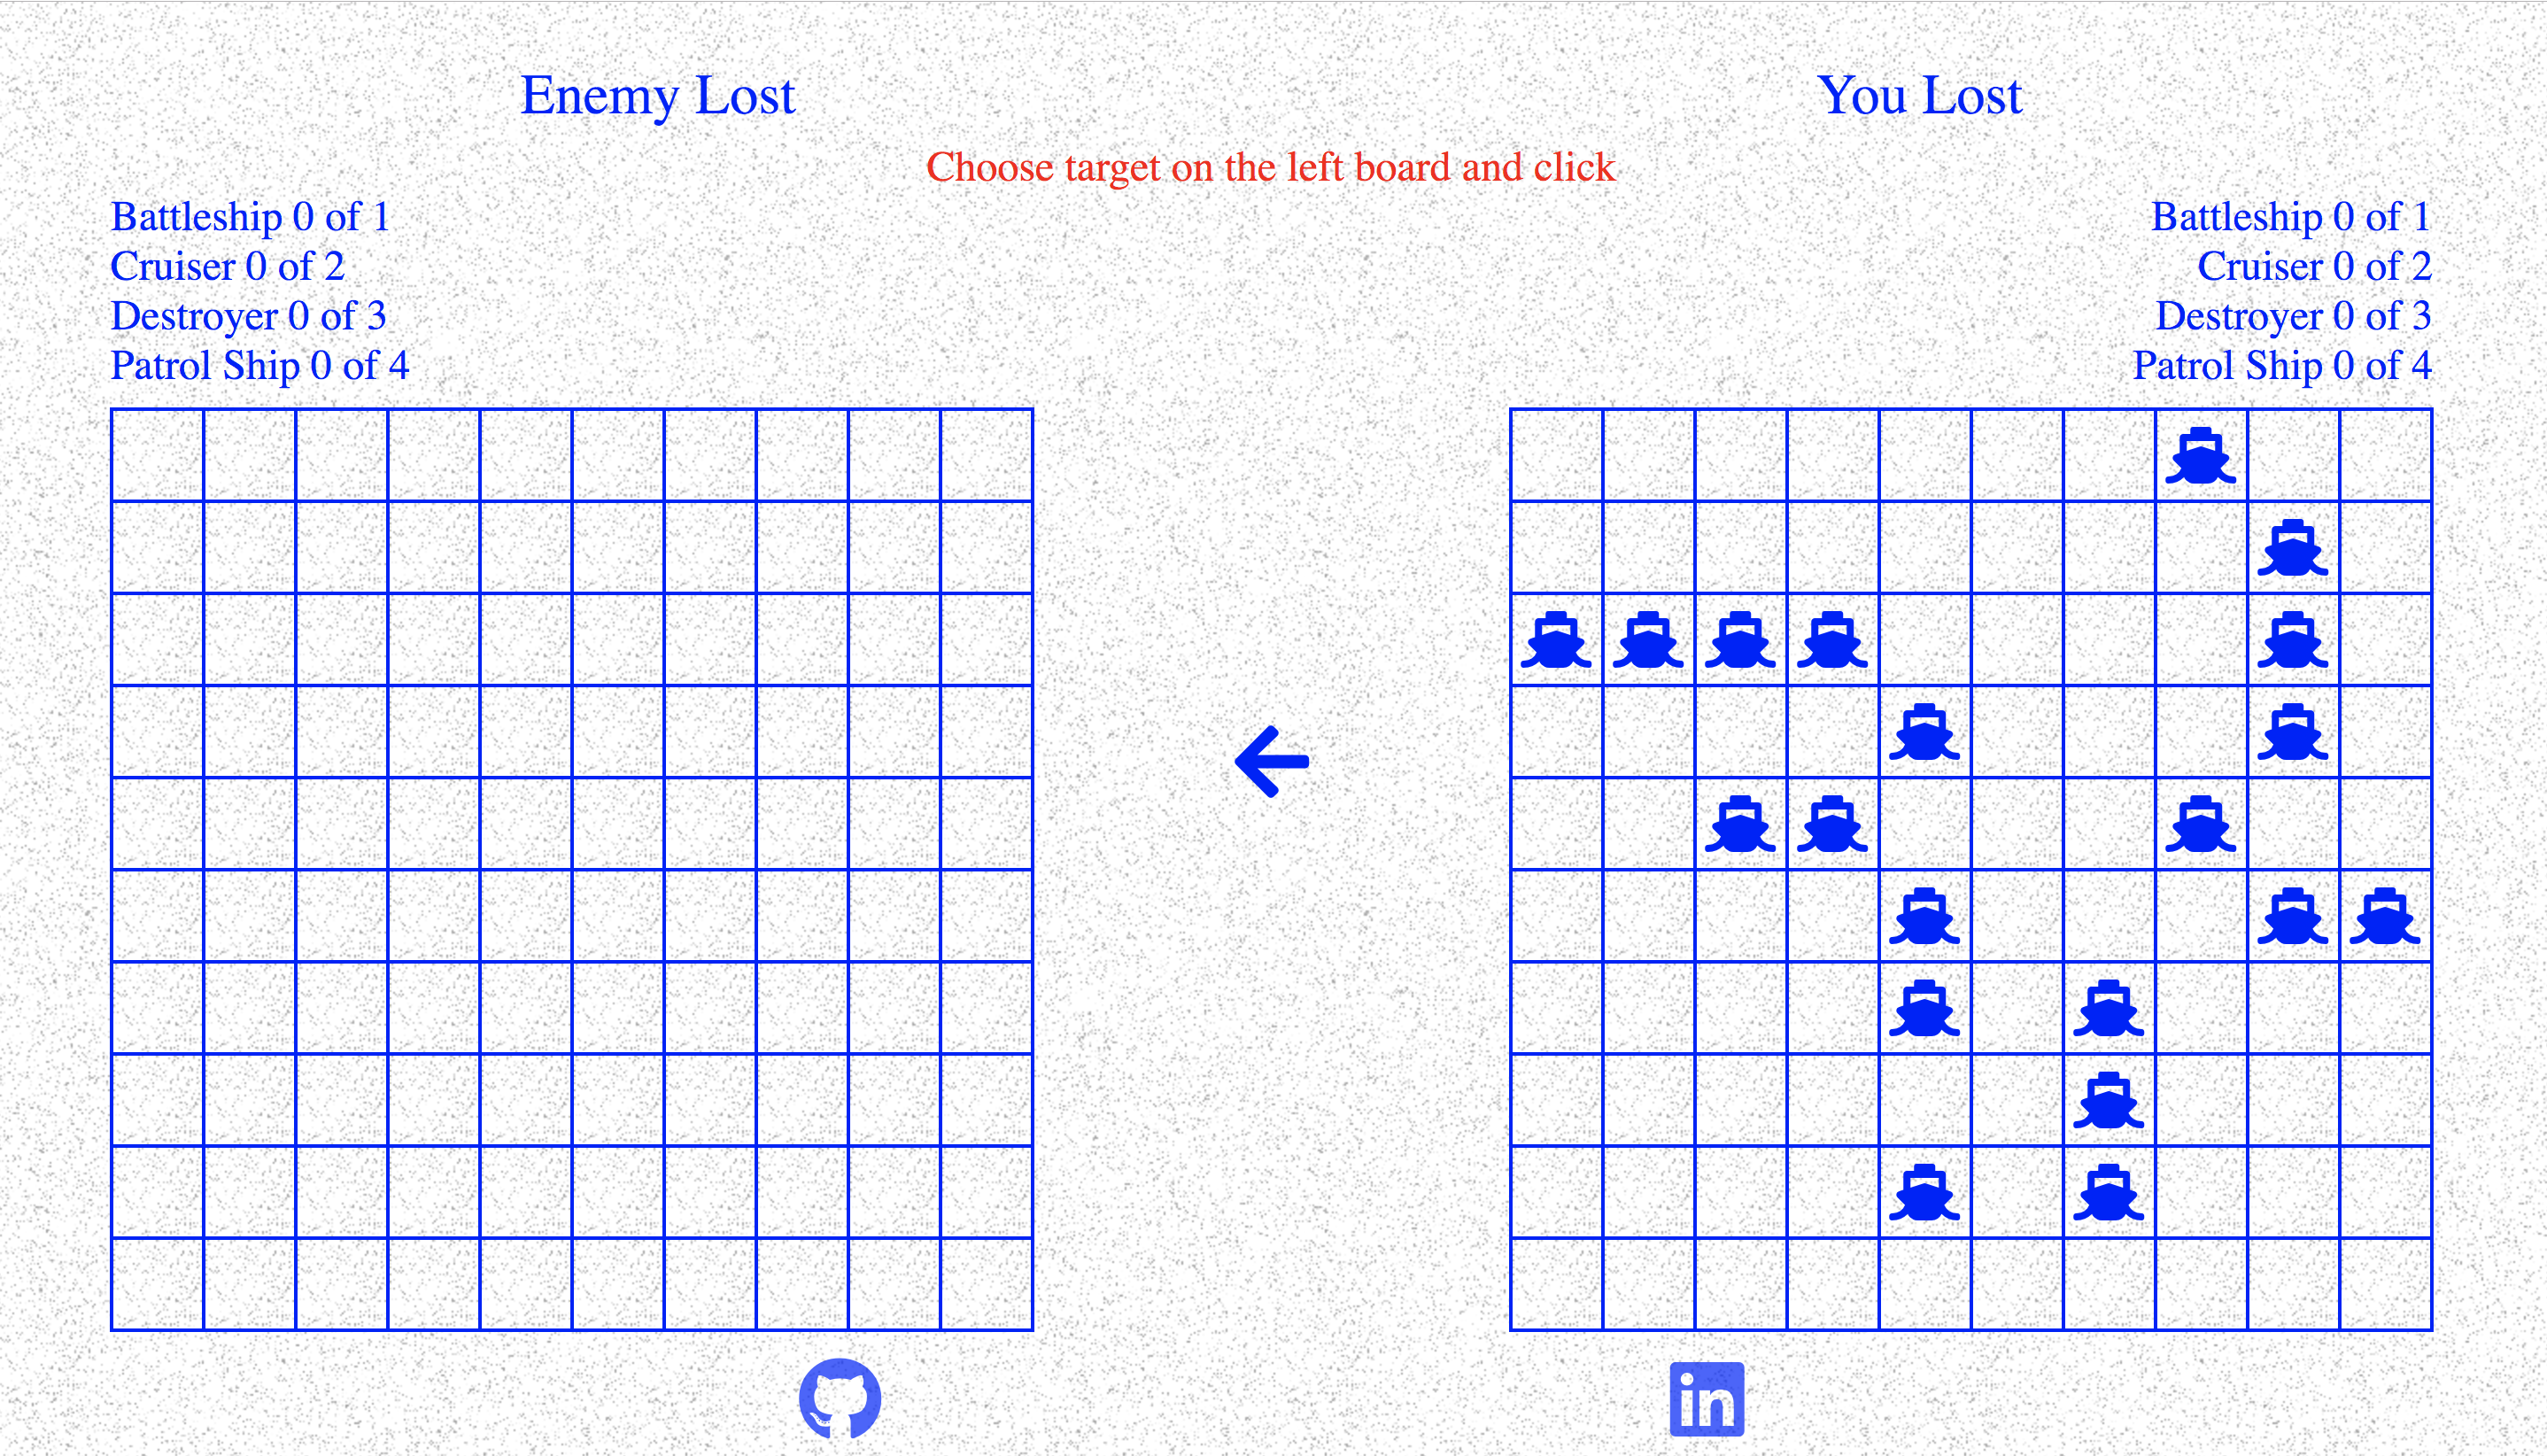 Enemy Lost
You Lost
Choose target on the left board and click
Battleship 0 of 1
Cruiser 0 of 2
Destroyer 0 of 3
Patrol Ship 0 of 4
Battleship 0 of 1
Cruiser 0 of 2
Destroyer 0 of 3
Patrol Ship 0 of 4
in